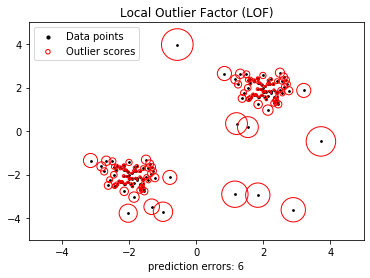 Local Outlier Factor (LOF)
Data points
Outlier scores
4
2
0
−2
−4
−4 −2 0 2 4
prediction errors: 6